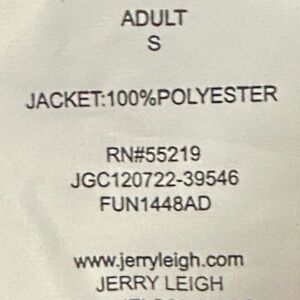 ADULT
S
JACKET:100%POLYESTER
RN#55219
JGC120722-39546
FUN1448AD
www.jerryleigh.com
JERRY LEIGH